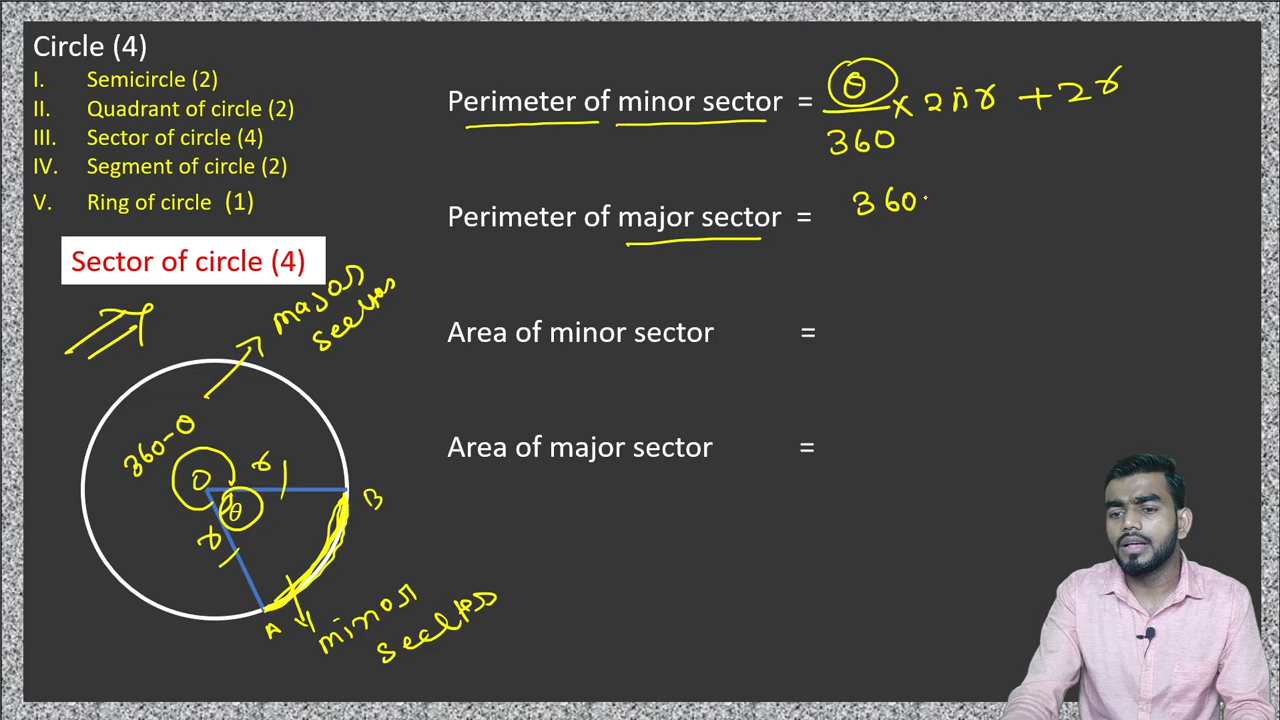 Circle (4)
I. Semicircle (2)
II. Quadrant of circle (2)
III. Sector of circle (4)
IV. Segment of circle (2)
V. Ring of circle (1)
Sector of circle (4)
major
sector
360-θ
O
r
θ
r
B
A
minor
sector
Perimeter of minor sector = θ/360 × 2πr + 2r
Perimeter of major sector = 360
Area of minor sector =
Area of major sector =